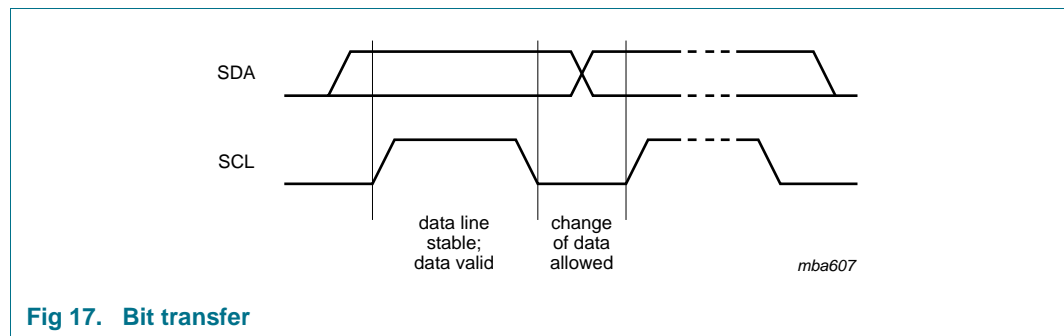 SDA
SCL
data line
stable;
data valid
change
of data
allowed
mba607
Fig 17. Bit transfer